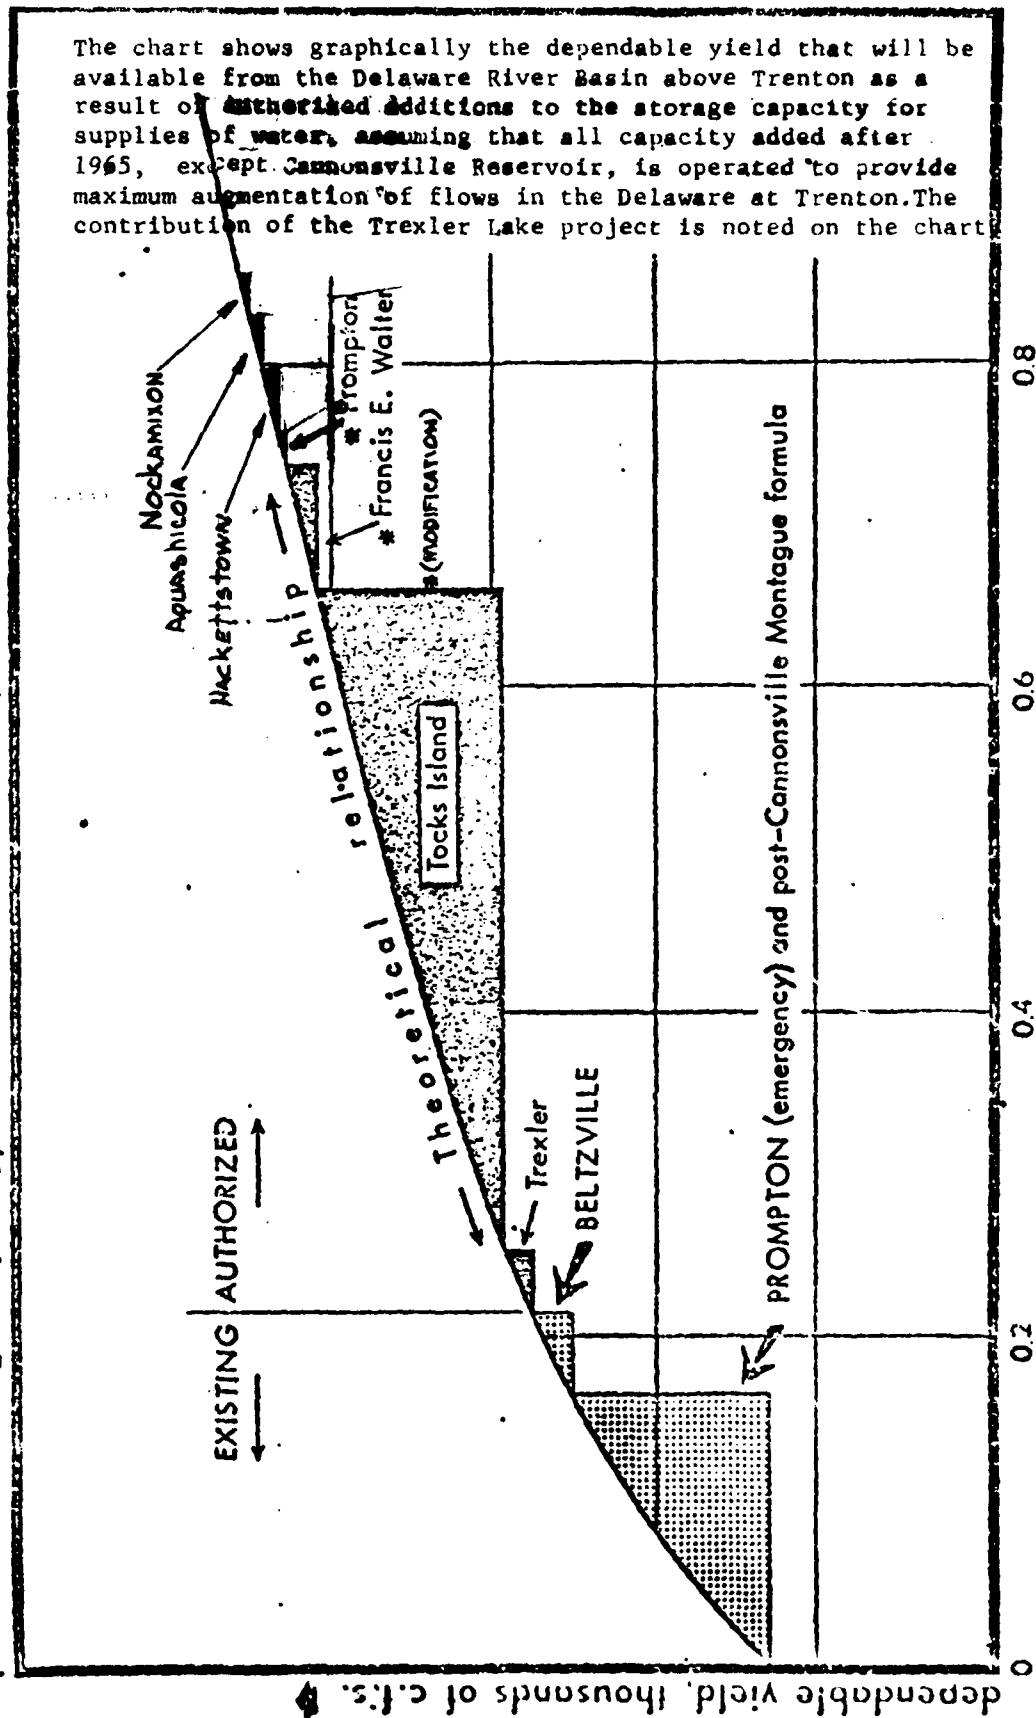 The chart shows graphically the dependable yield that will be
available from the Delaware River Basin above Trenton as a
result of authorized additions to the storage capacity for
supplies of water, assuming that all capacity added after
1965, except Cannonsville Reservoir, is operated to provide
maximum augmentation of flows in the Delaware at Trenton.The
contribution of the Trexler Lake project is noted on the chart
NOCKAMIXON
AQUAShICOLA
HACKETTSTOWN
* Prompton
* Francis E. Walter
*(MODIFICATION)
Theoretical relationship
Tocks Island
EXISTING AUTHORIZED
Trexler
BELTZVILLE
PROMPTON (emergency) and post-Cannonsville Montague formula
0 0.2 0.4 0.6 0.8
dependable yield, thousands of c.f.s.